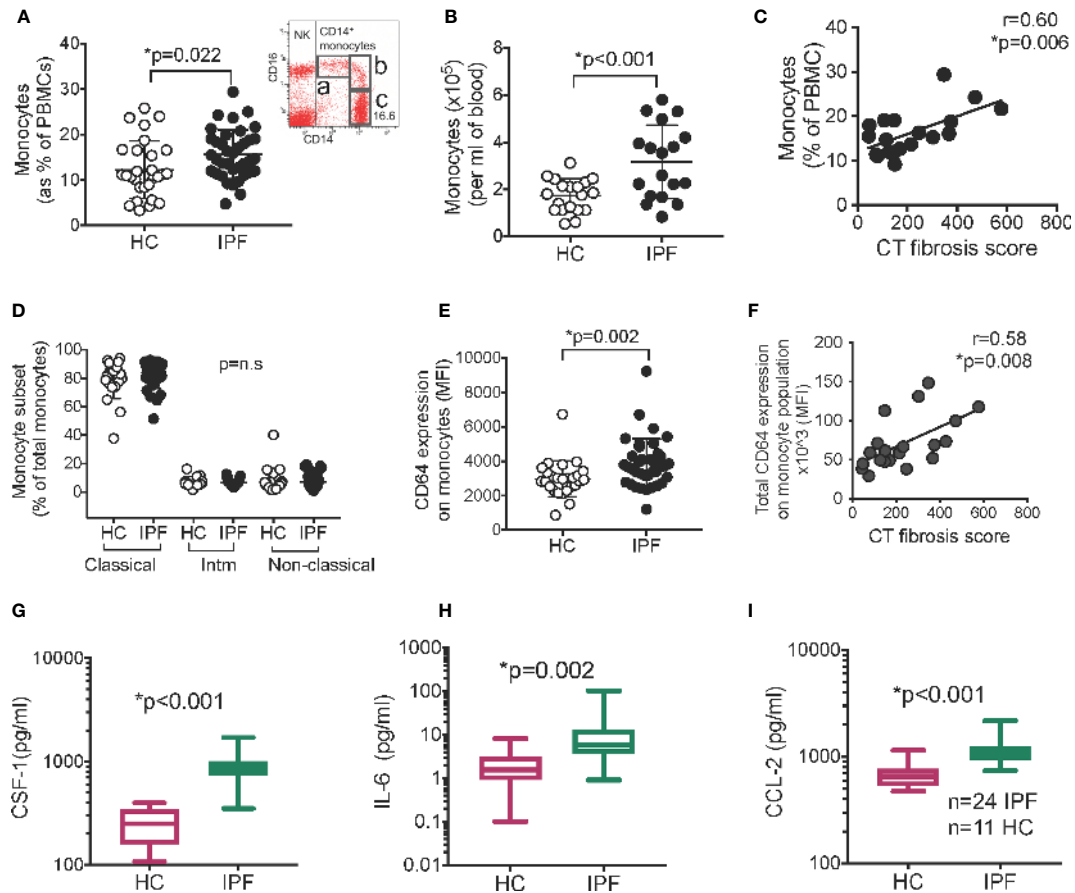 A
*p=0.022
Monocytes
(as % of PBMCs)
40
30
20
10
0
HC
IPF
NK
CD14+
monocytes
CD16
a
b
c
16.6
CD14
B
*p<0.001
Monocytes (x10^5)
(per ml of blood)
8
6
4
2
0
HC
IPF
C
r=0.60
*p=0.006
Monocytes
(% of PBMC)
40
30
20
10
0
0
200
400
600
800
CT fibrosis score
D
p=n.s
Monocyte subset
(% of total monocytes)
100
80
60
40
20
0
HC
IPF
HC
IPF
HC
IPF
Classical
Intm
Non-classical
E
*p=0.002
CD64 expression
on monocytes (MFI)
10000
8000
6000
4000
2000
0
HC
IPF
F
r=0.58
*p=0.008
Total CD64 expression
on monocyte population
x10^3 (MFI)
200
150
100
50
0
0
200
400
600
800
CT fibrosis score
G
*p<0.001
CSF-1(pg/ml)
10000
1000
100
HC
IPF
H
*p=0.002
IL-6 (pg/ml)
1000
100
10
1
0.1
0.01
HC
IPF
I
*p<0.001
CCL-2 (pg/ml)
10000
1000
100
n=24 IPF
n=11 HC
HC
IPF